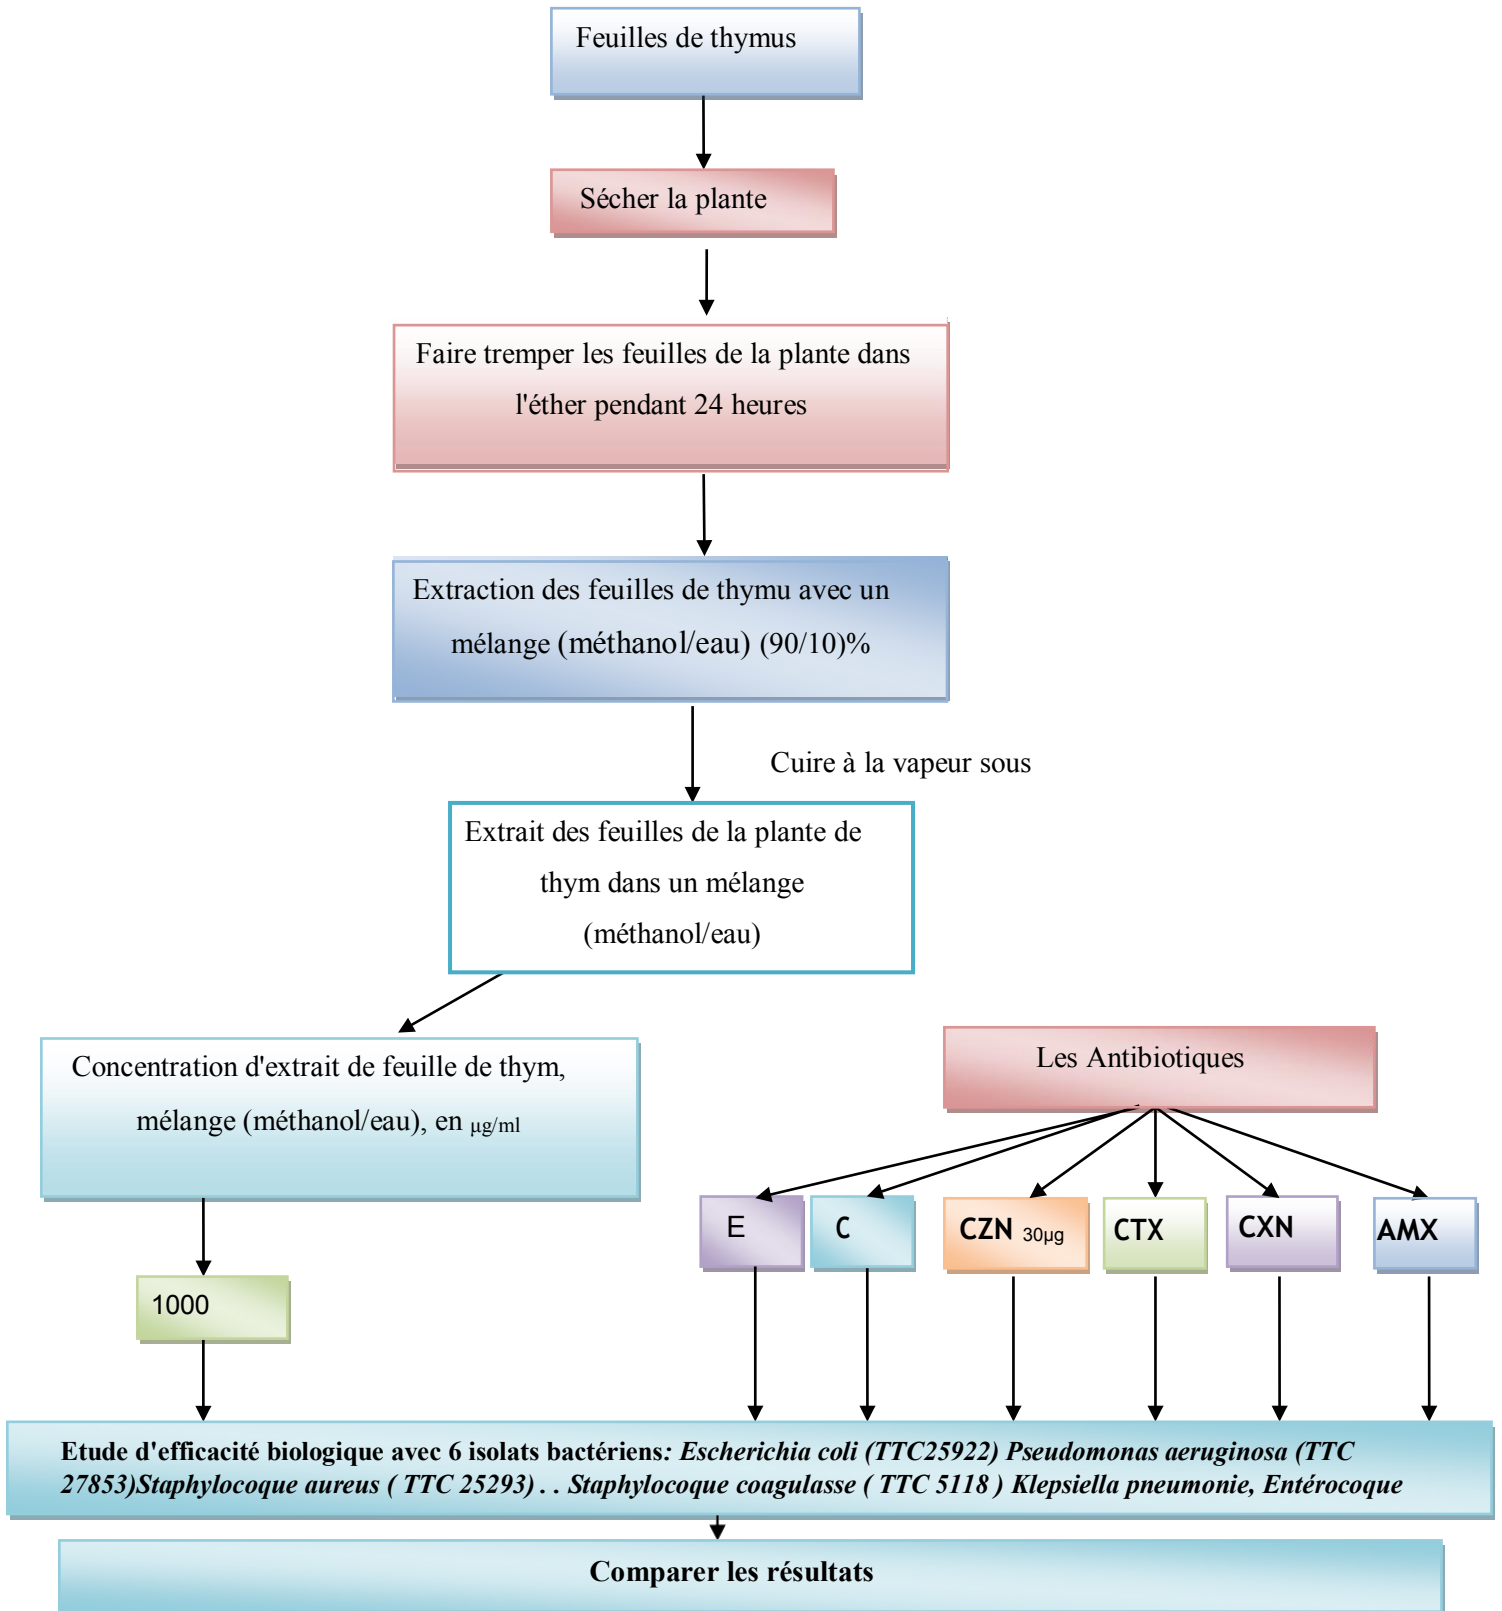 Feuilles de thymus
Sécher la plante
Faire tremper les feuilles de la plante dans
l'éther pendant 24 heures
Extraction des feuilles de thymu avec un
mélange (méthanol/eau) (90/10)%
Cuire à la vapeur sous
Extrait des feuilles de la plante de
thym dans un mélange
(méthanol/eau)
Concentration d'extrait de feuille de thym,
mélange (méthanol/eau), en µg/ml
1000
Les Antibiotiques
E
C
CZN 30µg
CTX
CXN
AMX
Etude d'efficacité biologique avec 6 isolats bactériens: Escherichia coli (TTC25922) Pseudomonas aeruginosa (TTC
27853)Staphylocoque aureus ( TTC 25293) . . Staphylocoque coagulasse ( TTC 5118 ) Klepsiella pneumonie, Entérocoque
Comparer les résultats